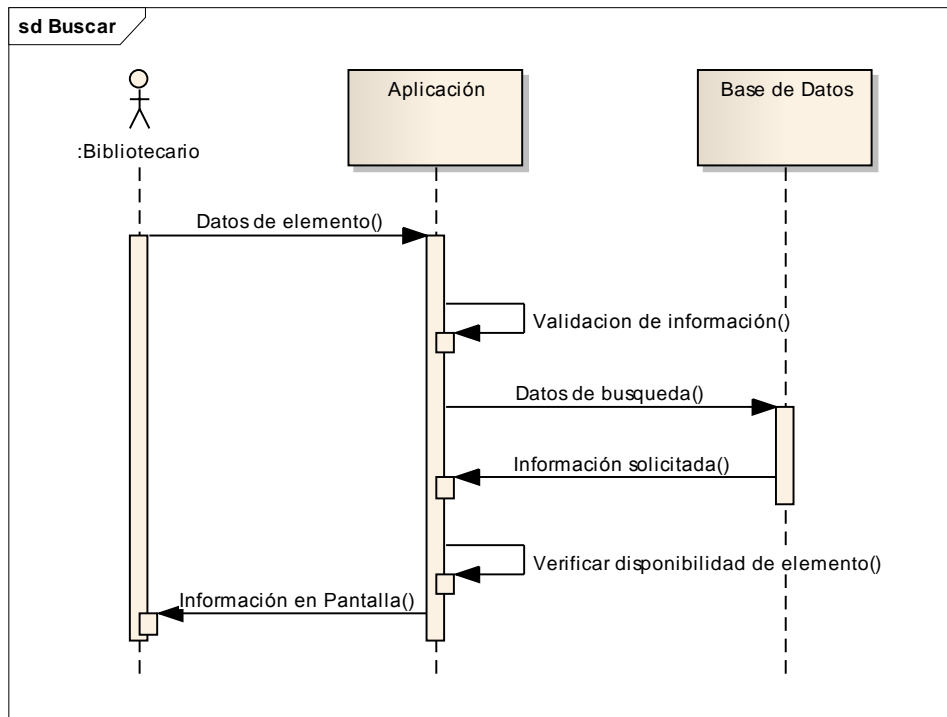 sd Buscar
Aplicación
Base de Datos
:Bibliotecario
Datos de elemento()
Validacion de información()
Datos de busqueda()
Información solicitada()
Verificar disponibilidad de elemento()
Información en Pantalla()